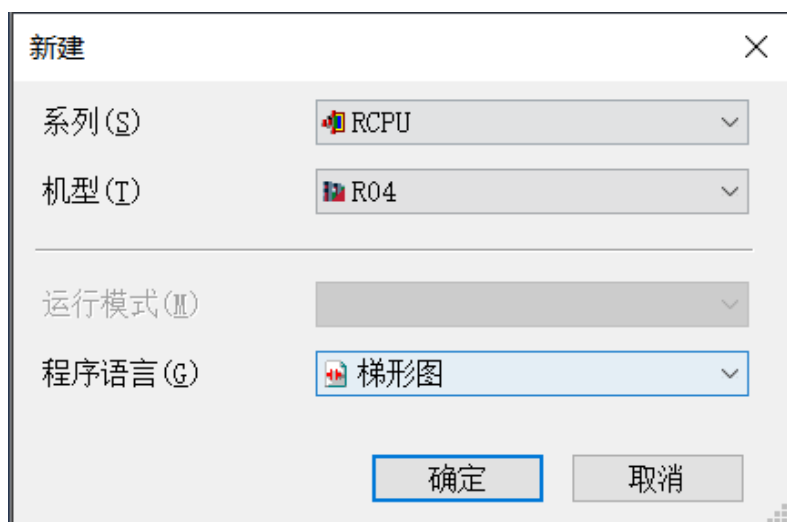 新建
系列(S) RCPU
机型(T) R04
运行模式(M)
程序语言(G) 梯形图
确定 取消